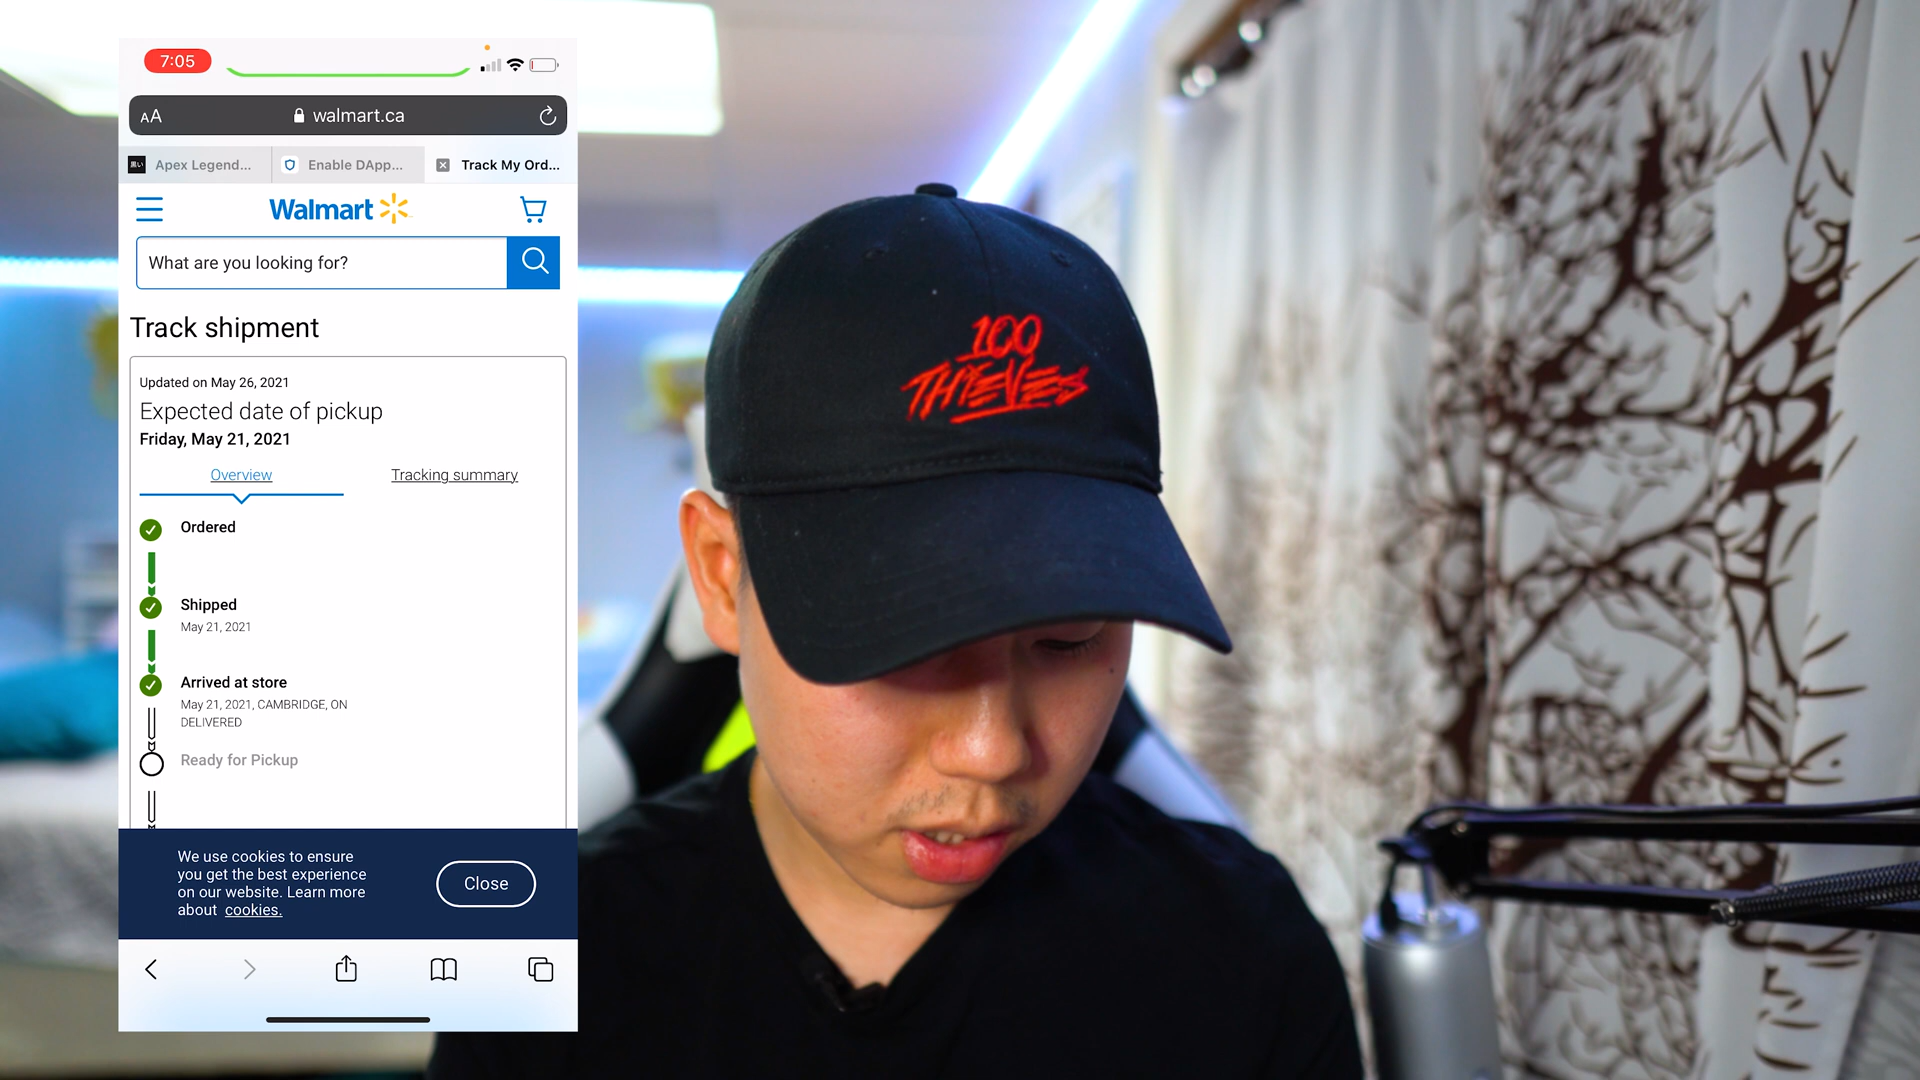 7:05
AA walmart.ca
Apex Legend...
Enable DApp...
Track My Ord...
Walmart
What are you looking for?
Track shipment
Updated on May 26, 2021
Expected date of pickup
Friday, May 21, 2021
Overview
Tracking summary
Ordered
Shipped
May 21, 2021
Arrived at store
May 21, 2021, CAMBRIDGE, ON
DELIVERED
Ready for Pickup
We use cookies to ensure
you get the best experience
on our website. Learn more
about cookies.
Close
100
THIEVES